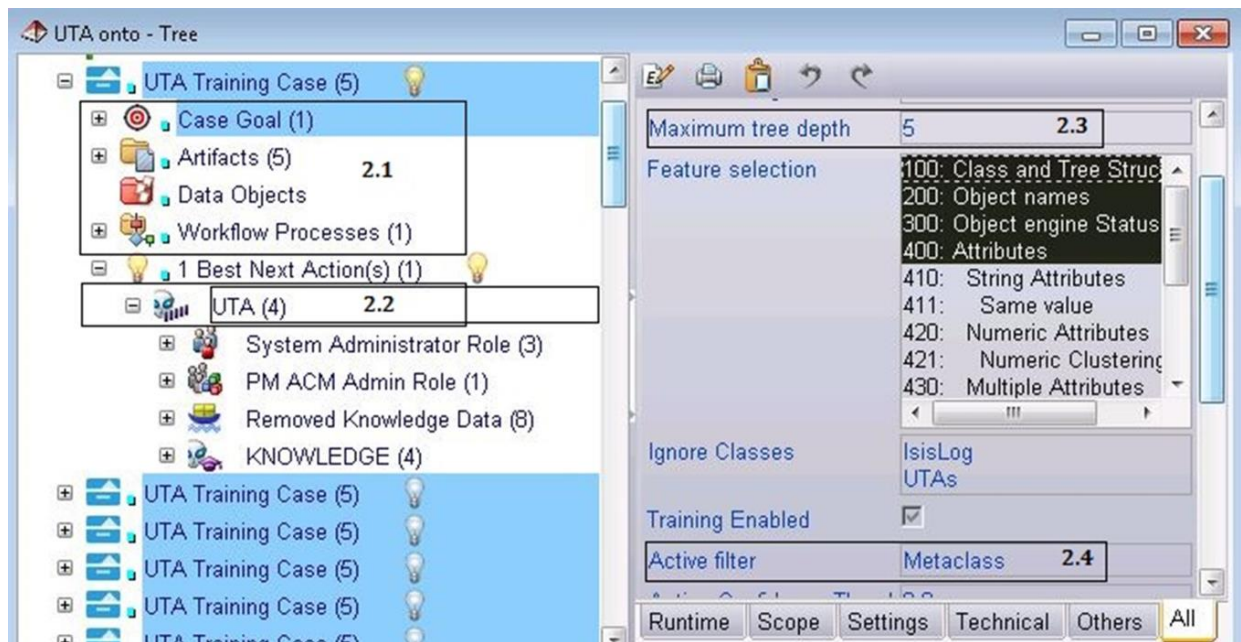 UTA onto - Tree
UTA Training Case (5)
Case Goal (1)
Artifacts (5)
2.1
Data Objects
Workflow Processes (1)
1 Best Next Action(s) (1)
UTA (4) 2.2
System Administrator Role (3)
PM ACM Admin Role (1)
Removed Knowledge Data (8)
KNOWLEDGE (4)
UTA Training Case (5)
UTA Training Case (5)
UTA Training Case (5)
UTA Training Case (5)
UTA Training Case (5)
Maximum tree depth 5 2.3
Feature selection
100: Class and Tree Struc
200: Object names
300: Object engine Status
400: Attributes
410: String Attributes
411: Same value
420: Numeric Attributes
421: Numeric Clustering
430: Multiple Attributes
Ignore Classes IsisLog
UTAs
Training Enabled
Active filter Metaclass 2.4
Runtime Scope Settings Technical Others All